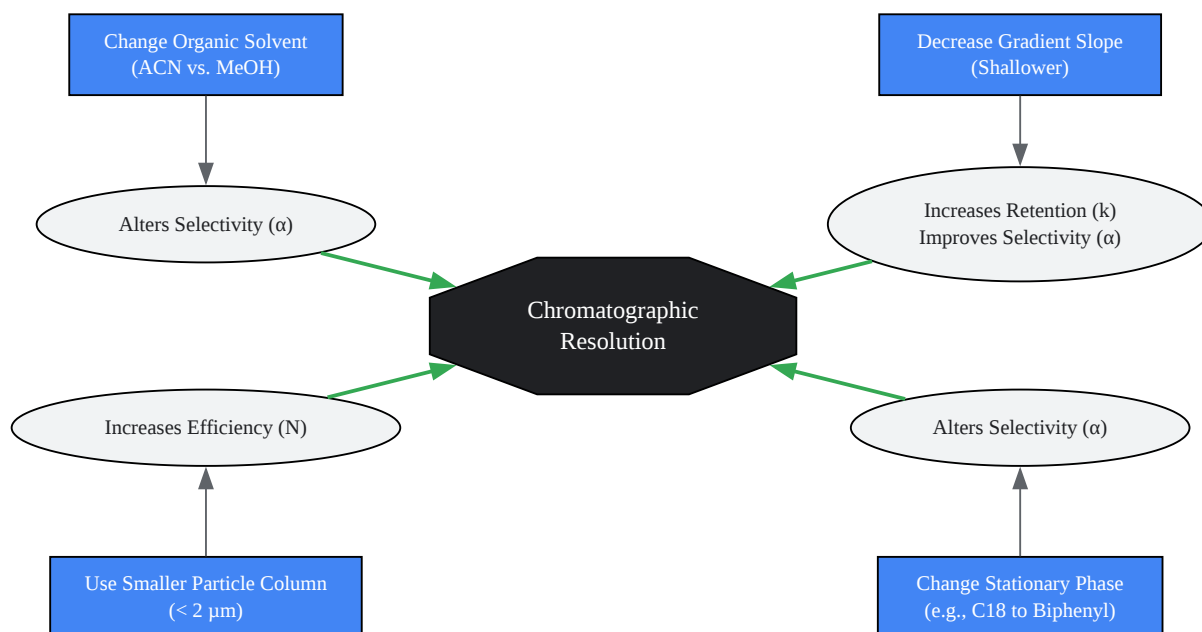 Change Organic Solvent
(ACN vs. MeOH)
Decrease Gradient Slope
(Shallower)
Alters Selectivity (α)
Increases Retention (k)
Improves Selectivity (α)
Chromatographic
Resolution
Increases Efficiency (N)
Alters Selectivity (α)
Use Smaller Particle Column
(< 2 µm)
Change Stationary Phase
(e.g., C18 to Biphenyl)